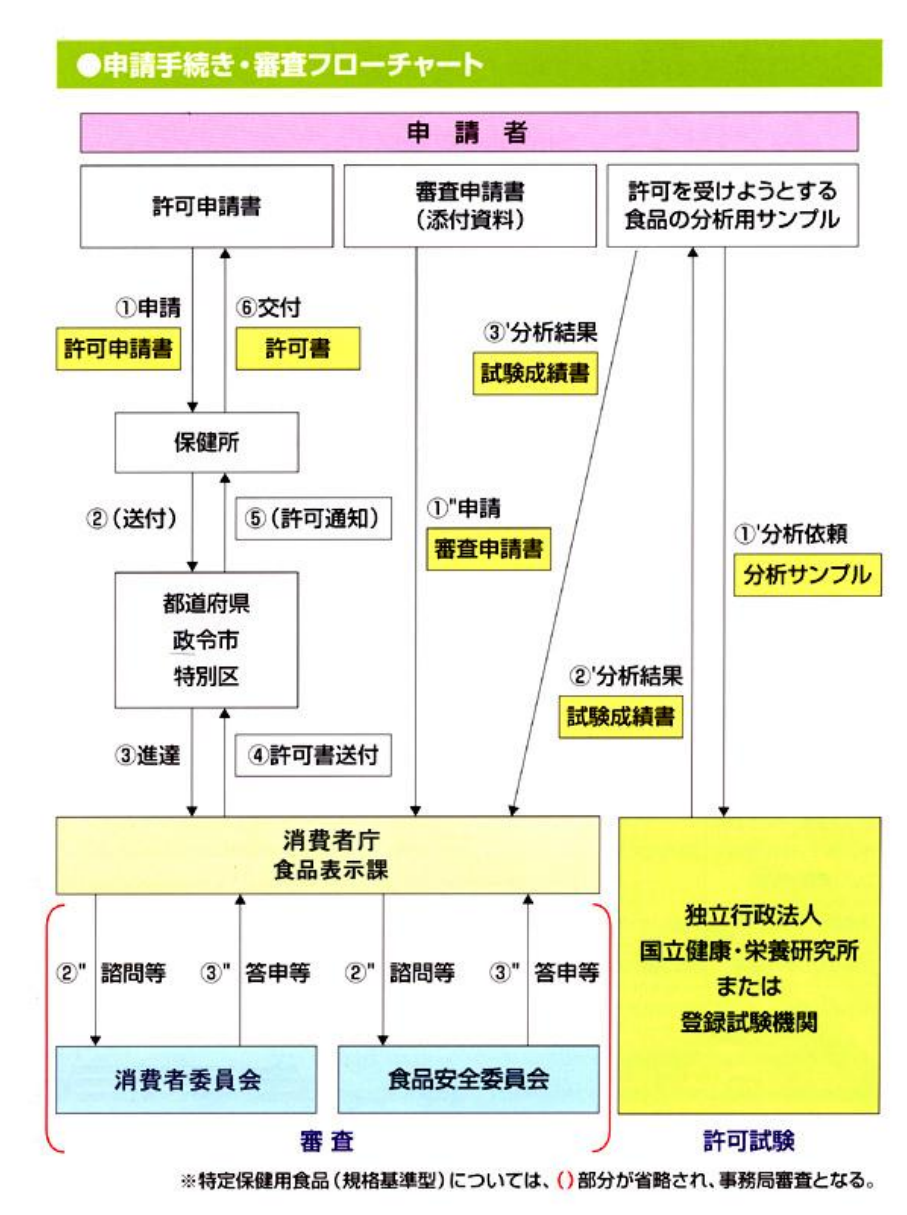 ●申請手続き・審査フローチャート
申 請 者
許可申請書
審査申請書
（添付資料）
許可を受けようとする
食品の分析用サンプル
①申請
許可申請書
⑥交付
許可書
③'分析結果
試験成績書
保健所
②（送付）
⑤（許可通知）
①"申請
審査申請書
①'分析依頼
分析サンプル
都道府県
政令市
特別区
②'分析結果
試験成績書
③進達
④許可書送付
消費者庁
食品表示課
独立行政法人
国立健康・栄養研究所
または
登録試験機関
②" 諮問等
③" 答申等
②" 諮問等
③" 答申等
消費者委員会
食品安全委員会
審 査
許可試験
※特定保健用食品（規格基準型）については、（）部分が省略され、事務局審査となる。